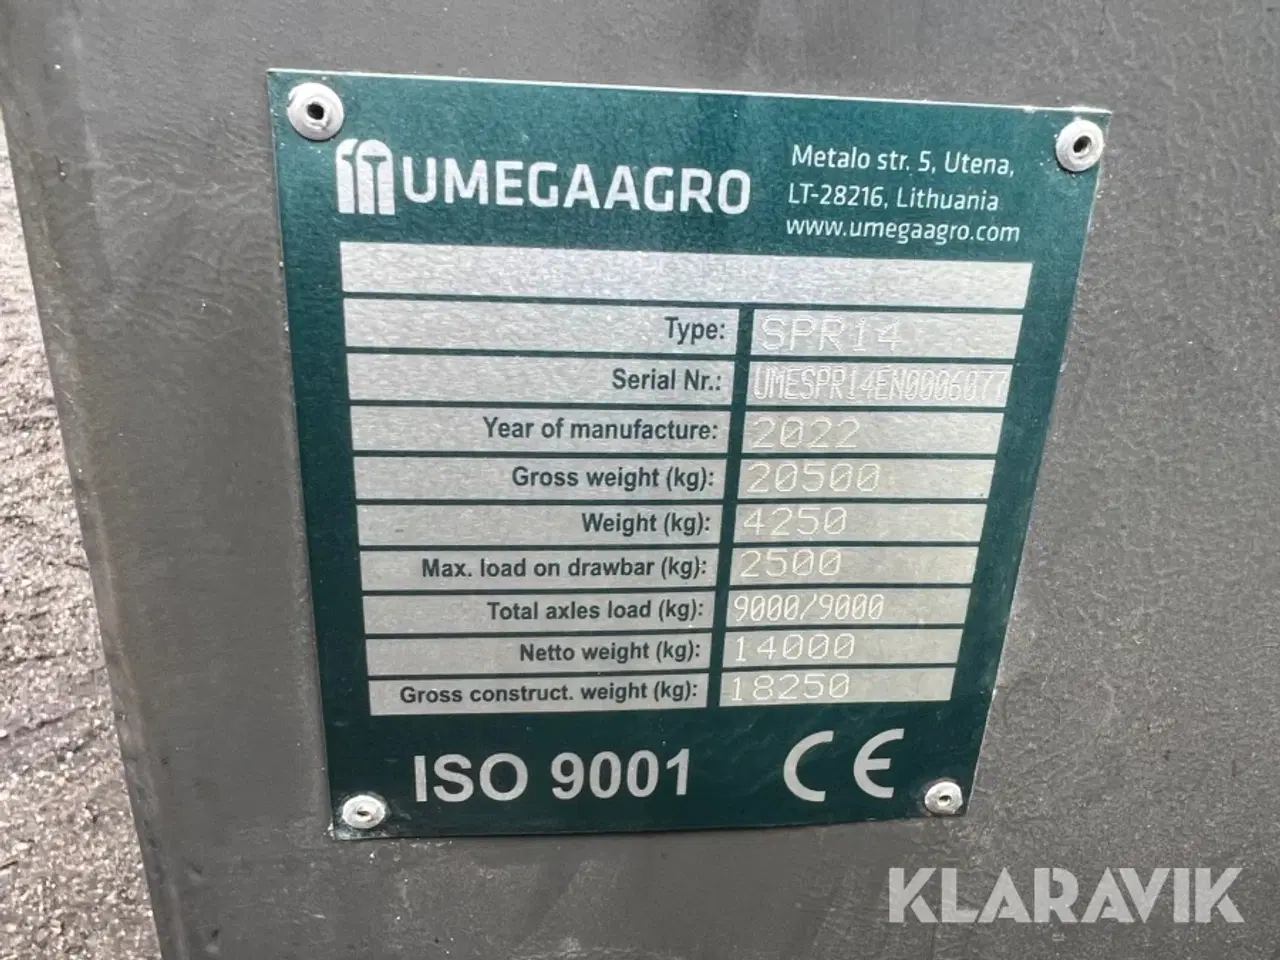 UMEGAAGRO
Metalo str. 5, Utena,
LT-28216, Lithuania
www.umegaagro.com
Type: SPR14
Serial Nr.:
Year of manufacture: 2022
Gross weight (kg): 20500
Weight (kg): 4250
Max. load on drawbar (kg): 2500
Total axles load (kg): 9000/9000
Netto weight (kg): 14000
Gross construct. weight (kg): 18250
ISO 9001 CE
KLARAVIK